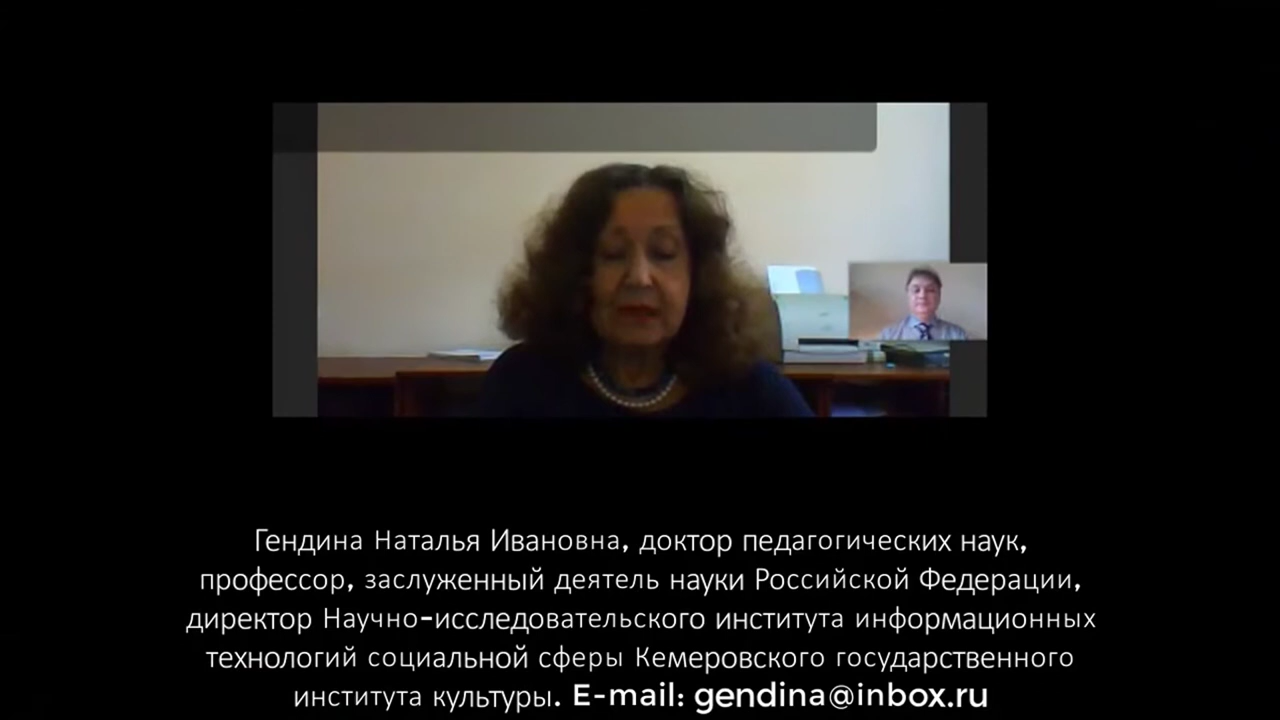 Гендина Наталья Ивановна, доктор педагогических наук,
профессор, заслуженный деятель науки Российской Федерации,
директор Научно-исследовательского института информационных
технологий социальной сферы Кемеровского государственного
института культуры. E-mail: gendina@inbox.ru